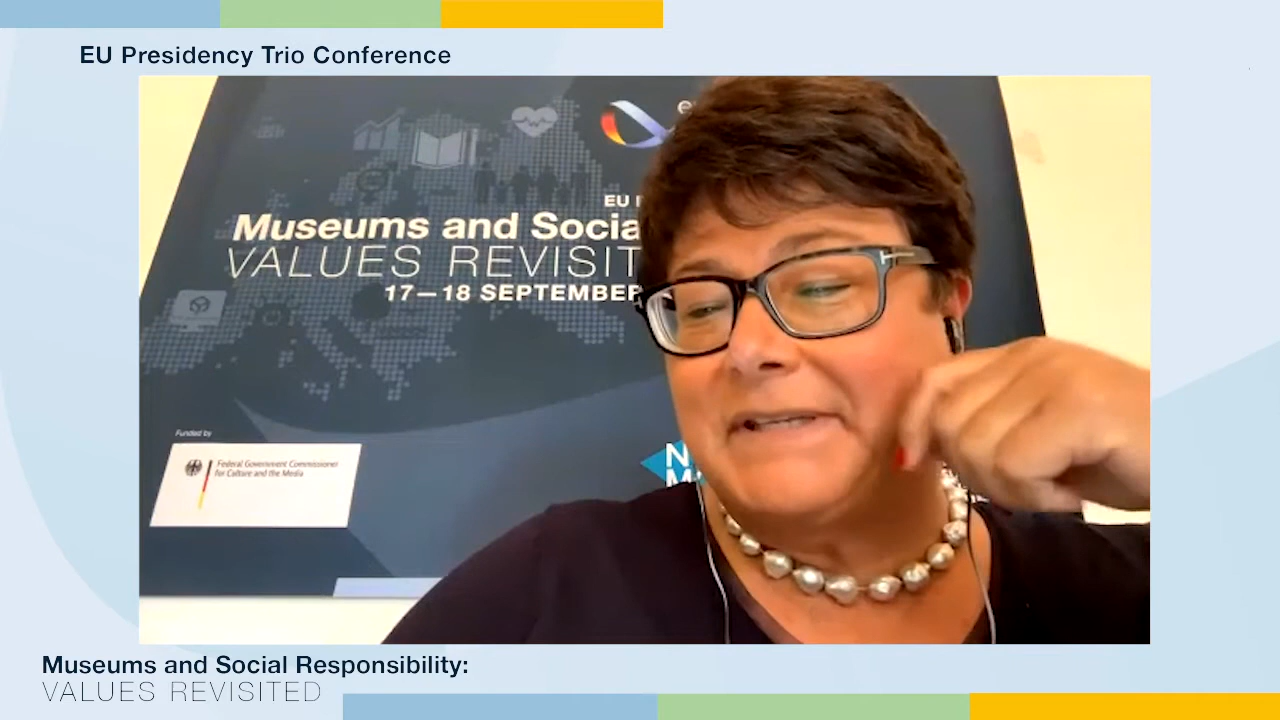 EU Presidency Trio Conference
EU
Museums and Socia
VALUES REVISIT
17—18 SEPTEMBER
Funded by
Federal Government Commissioner
for Culture and the Media
Museums and Social Responsibility:
VALUES REVISITED